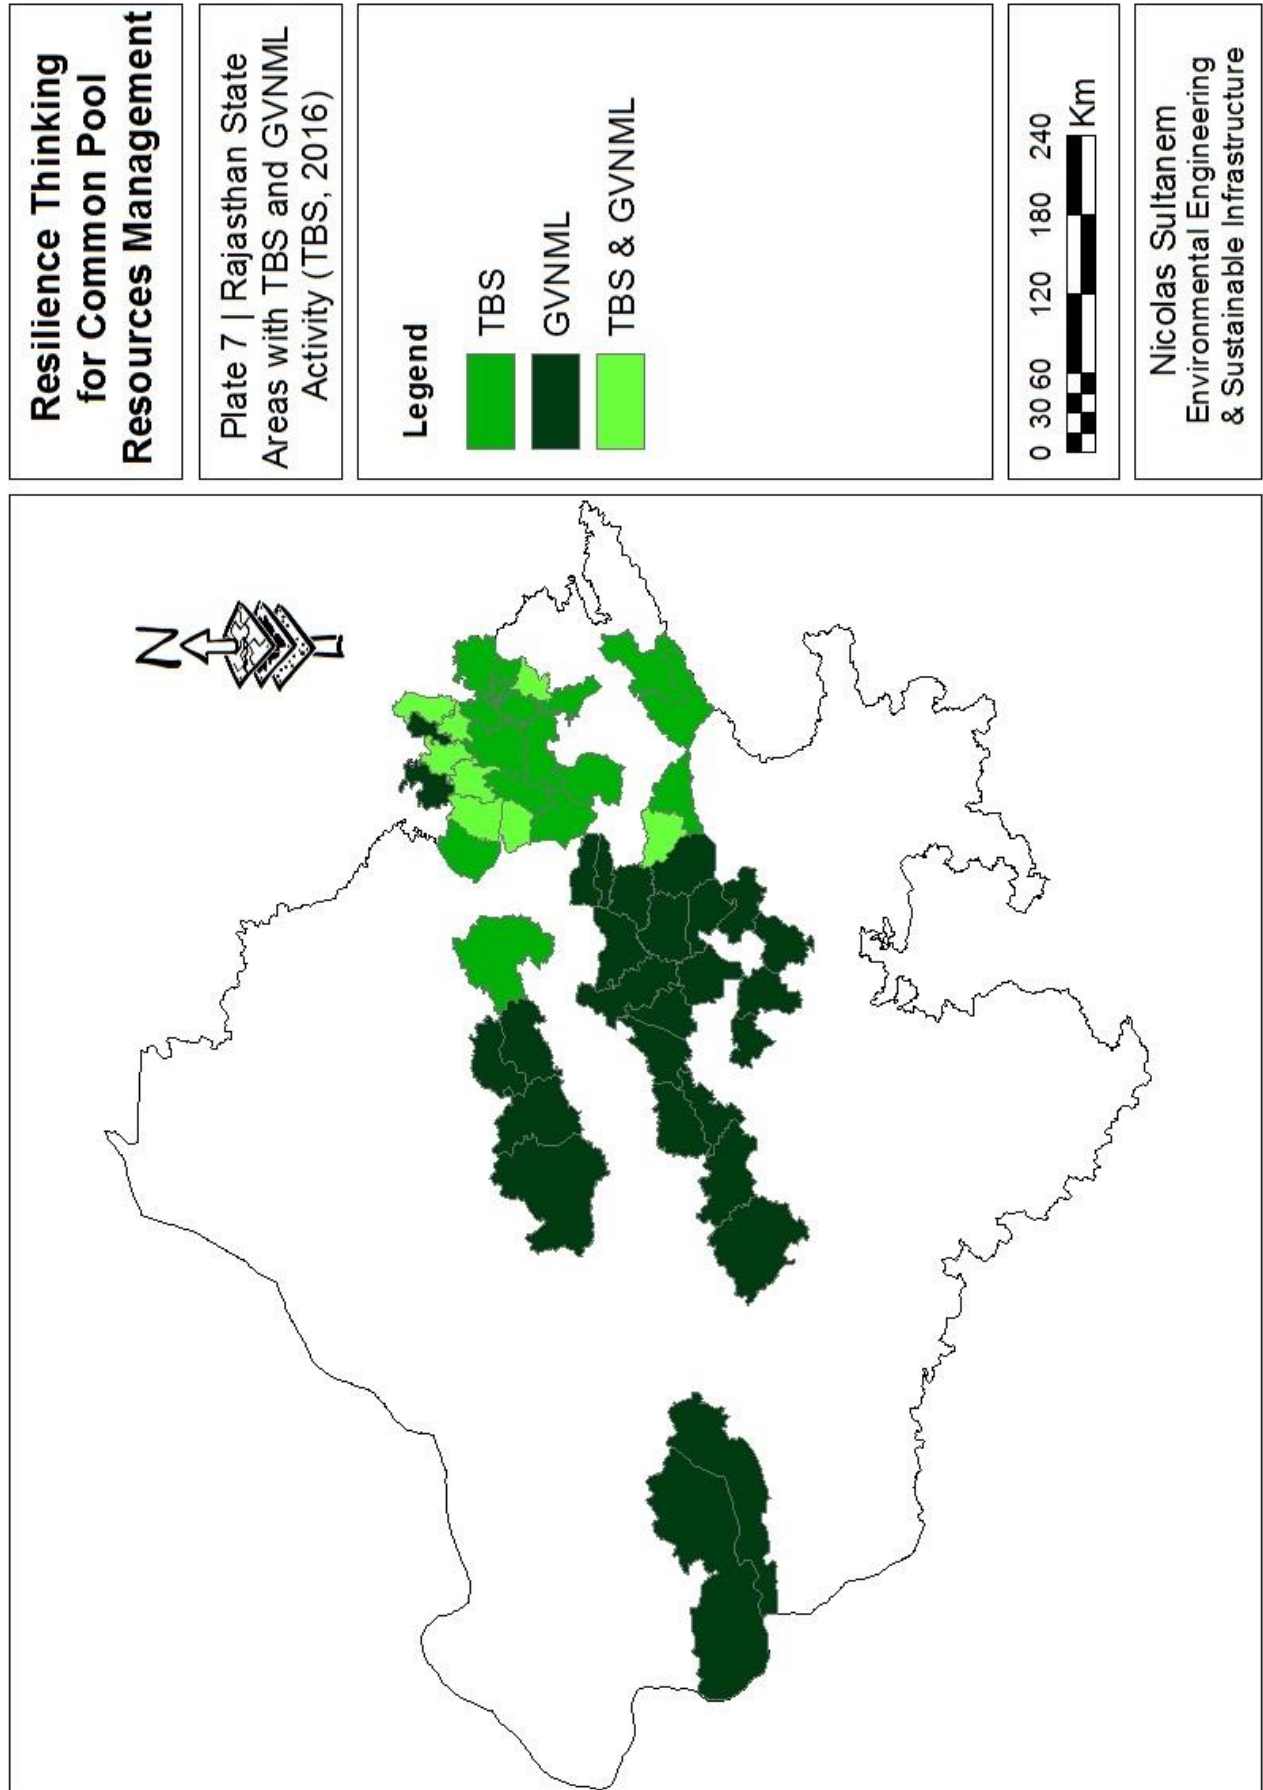 Resilience Thinking
for Common Pool
Resources Management
Plate 7 | Rajasthan State
Areas with TBS and GVNML
Activity (TBS, 2016)
Legend
TBS
GVNML
TBS & GVNML
0 30 60 120 180 240
Km
Nicolas Sultanem
Environmental Engineering
& Sustainable Infrastructure
N